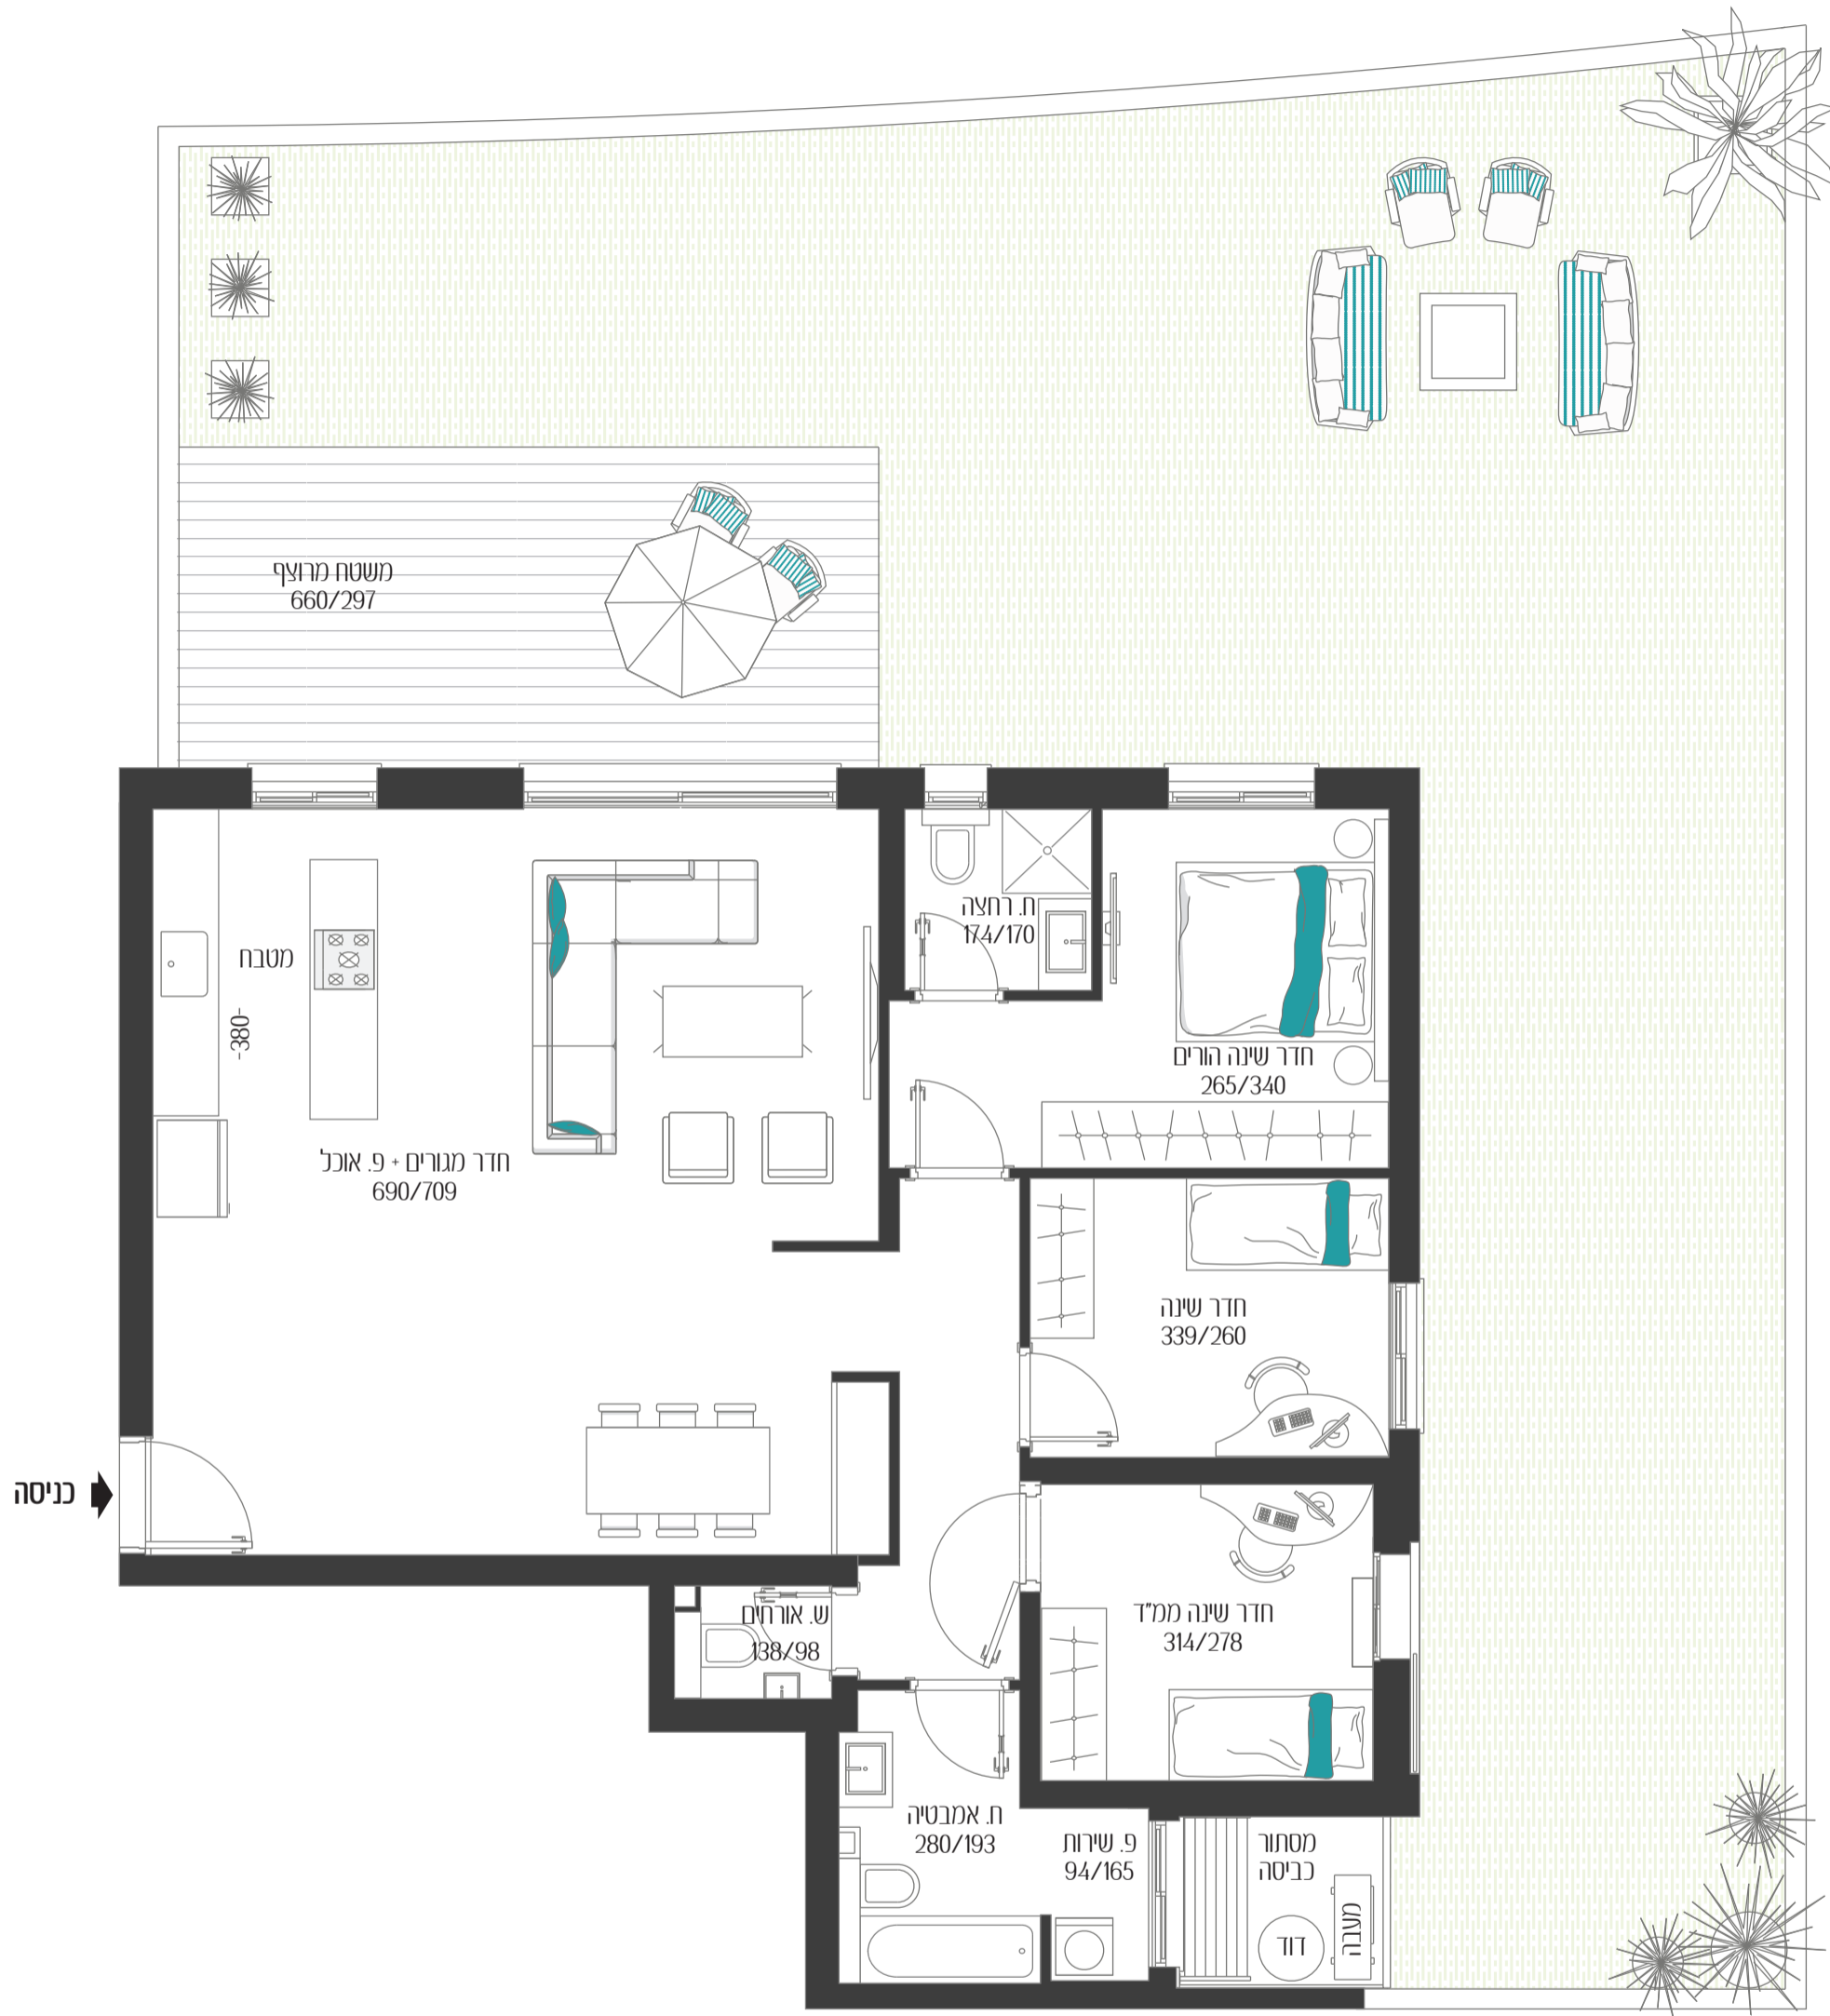 משטח מרוצף
660/297
ח. רחצה
174/170
מטבח
-380-
חדר שינה הורים
265/340
חדר מגורים + פ. אוכל
690/709
חדר שינה
339/260
כניסה
ש. אורחים
138/98
חדר שינה ממ"ד
314/278
ח. אמבטיה
280/193
פ. שירות
94/165
מסתור
כביסה
דוד
מעבה